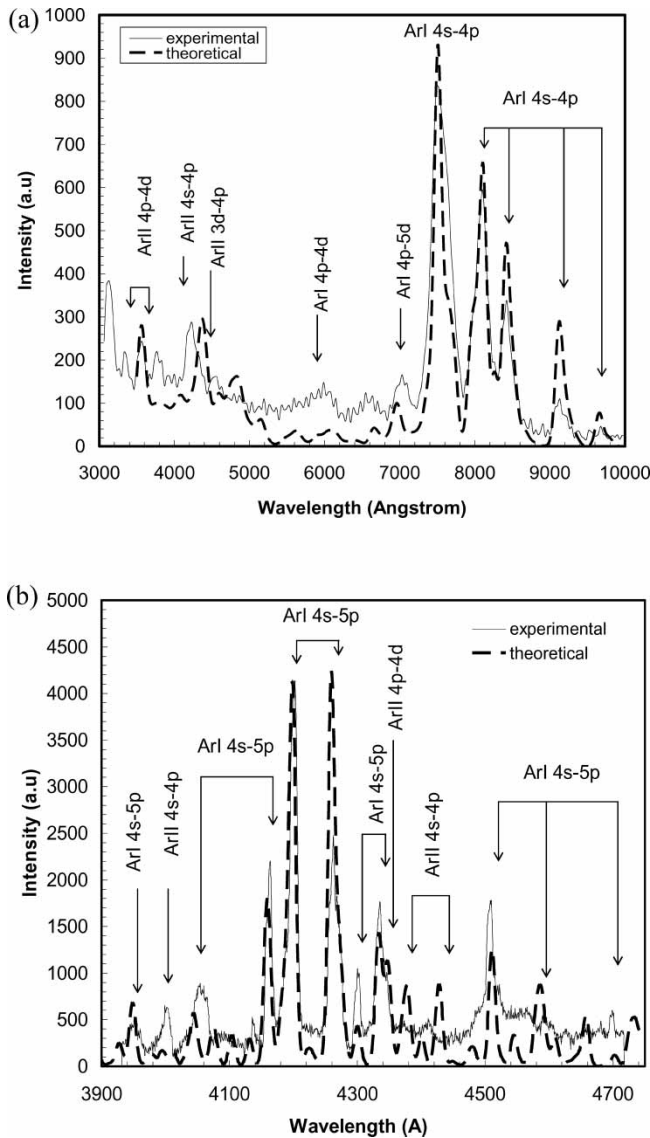 (a)
1000
900
800
700
600
500
400
300
200
100
0
Intensity (a.u)
experimental
theoretical
ArI 4s-4p
ArI 4s-4p
ArII 4p-4d
ArII 4s-4p
ArII 3d-4p
ArI 4p-4d
ArI 4p-5d
3000 4000 5000 6000 7000 8000 9000 10000
Wavelength (Angstrom)
(b)
5000
4500
4000
3500
3000
2500
2000
1500
1000
500
0
Intensity (a.u)
ArI 4s-5p
experimental
theoretical
ArI 4s-5p
ArII 4s-4p
ArI 4s-5p
ArI 4s-5p
ArII 4p-4d
ArII 4s-4p
ArI 4s-5p
3900 4100 4300 4500 4700
Wavelength (A)